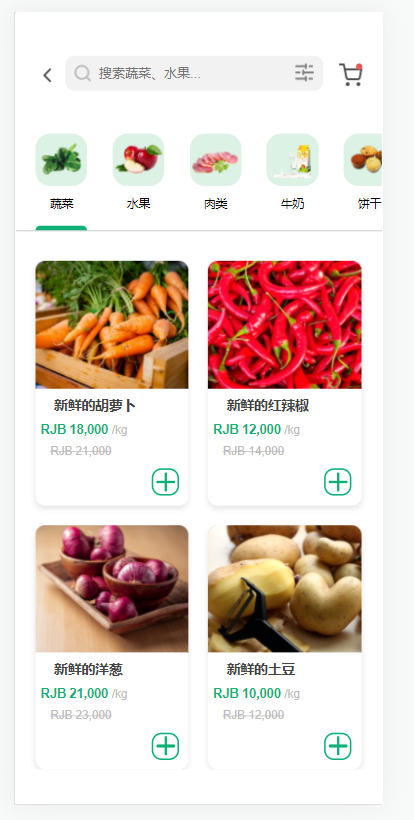 搜索蔬菜、水果...
蔬菜 水果 肉类 牛奶 饼干
新鲜的胡萝卜 新鲜的红辣椒
RJB 18,000 /kg RJB 12,000 /kg
RJB 21,000 RJB 14,000
新鲜的洋葱 新鲜的土豆
RJB 21,000 /kg RJB 10,000 /kg
RJB 23,000 RJB 12,000